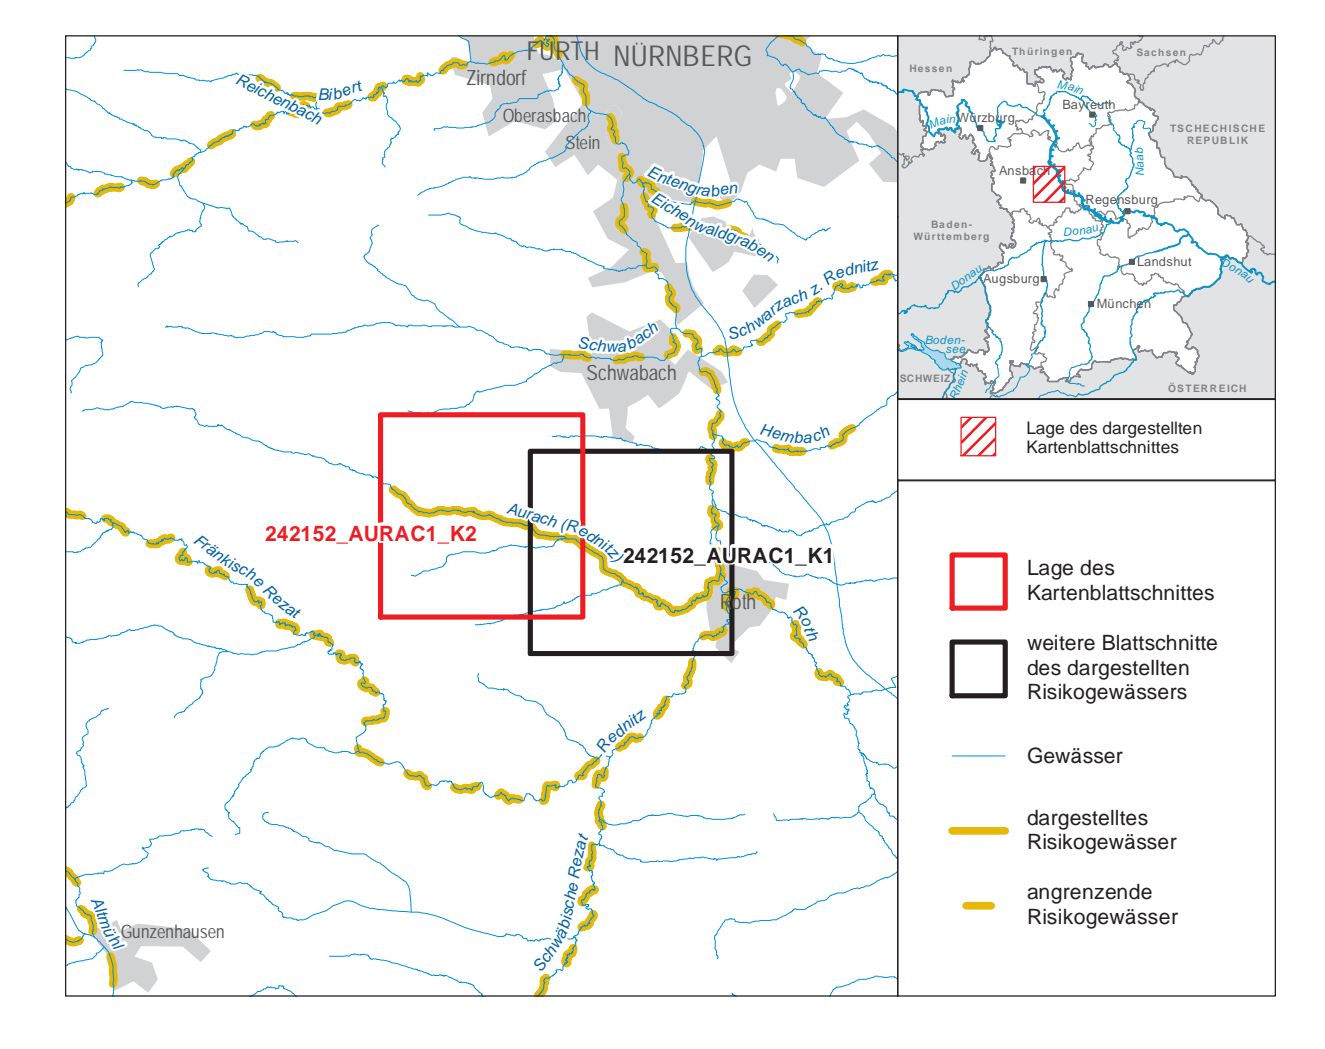 FÜRTH NÜRNBERG
Zirndorf
Bibert
Reichenbach
Oberasbach
Stein
Entengraben
Eichenwaldgraben
Schwarzach z. Rednitz
Schwabach
Schwabach
Hembach
Aurach (Rednitz)
242152_AURAC1_K2
242152_AURAC1_K1
Fränkische Rezat
Roth
Roth
Rednitz
Schwäbische Rezat
Altmühl
Gunzenhausen
Thüringen
Sachsen
Hessen
Main
Bayreuth
Main
Würzburg
TSCHECHISCHE
REPUBLIK
Naab
Ansbach
Regensburg
Baden-
Württemberg
Donau
Landshut
Donau
Augsburg
Donau
München
Boden-
see
SCHWEIZ
Rhein
ÖSTERREICH
Lage des dargestellten
Kartenblattschnittes
Lage des
Kartenblattschnittes
weitere Blattschnitte
des dargestellten
Risikogewässers
Gewässer
dargestelltes
Risikogewässer
angrenzende
Risikogewässer